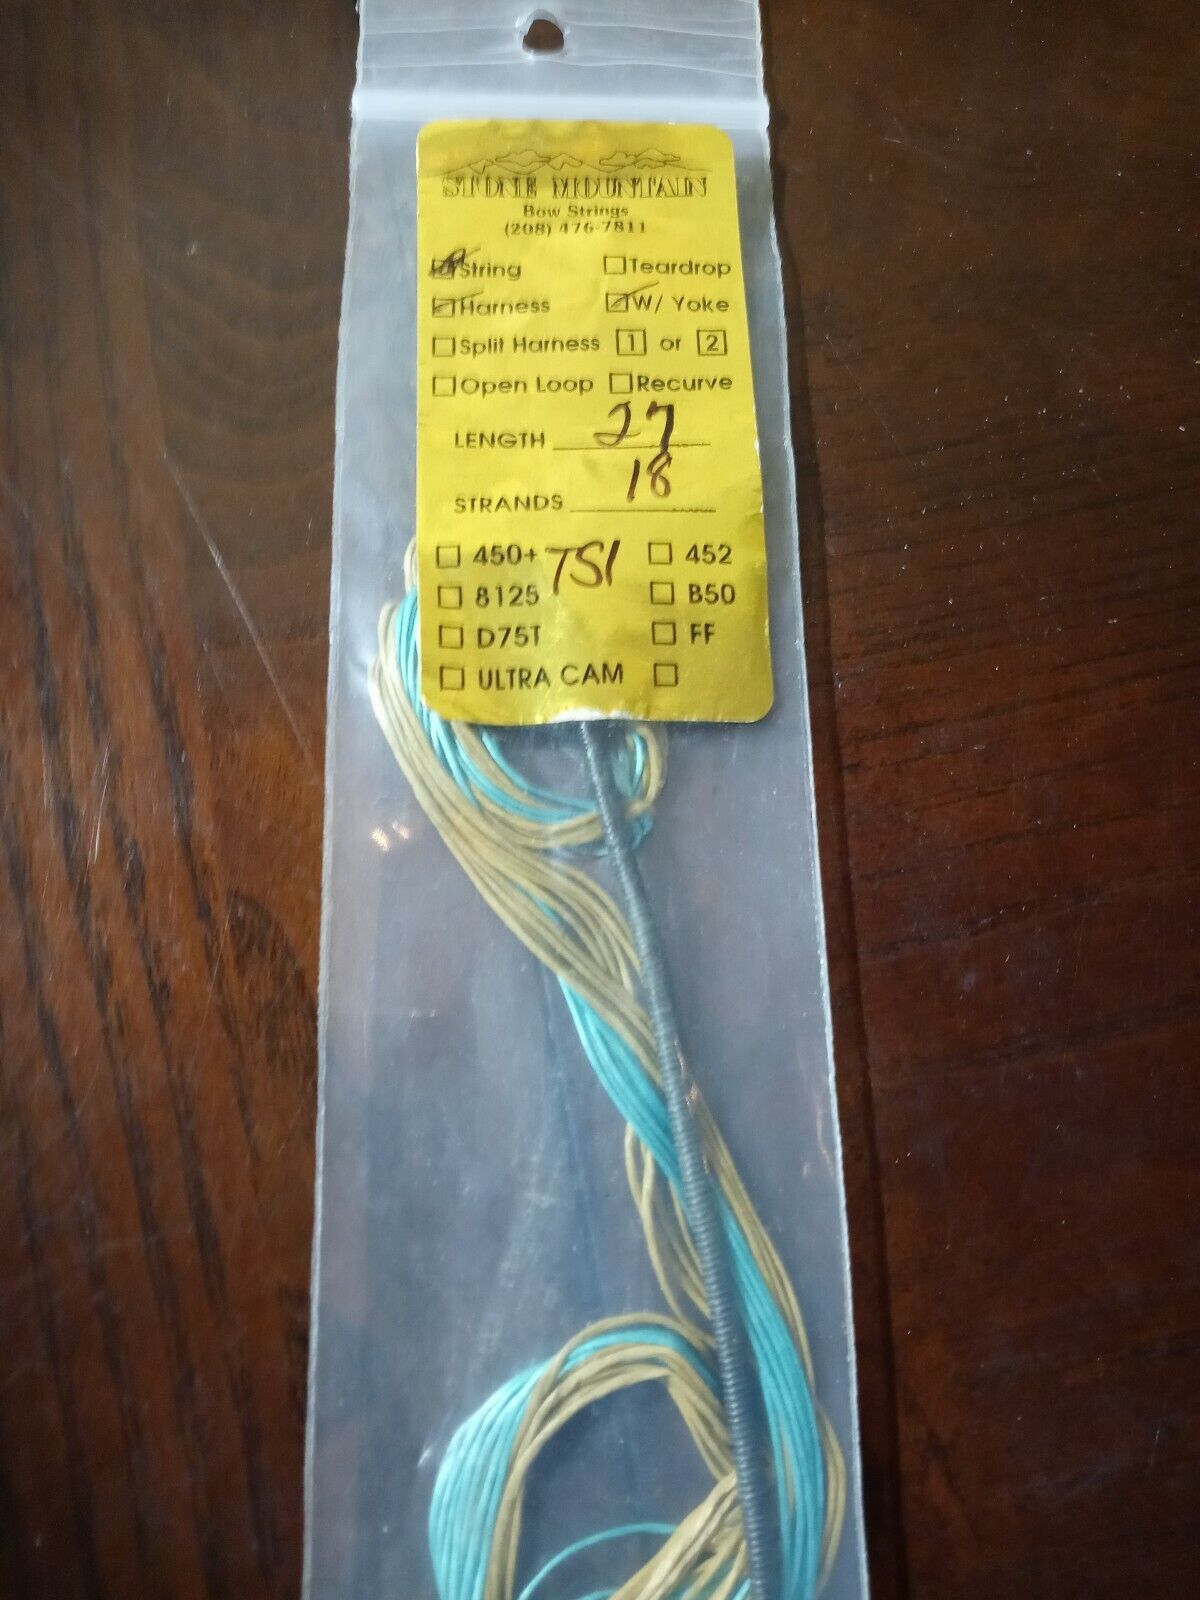 STONE MOUNTAIN
Bow Strings
(208) 476-7811
String Teardrop
Harness W/ Yoke
Split Harness 1 or 2
Open Loop Recurve
LENGTH 27
STRANDS 18
450+ TS1 452
8125 B50
D75T FF
ULTRA CAM